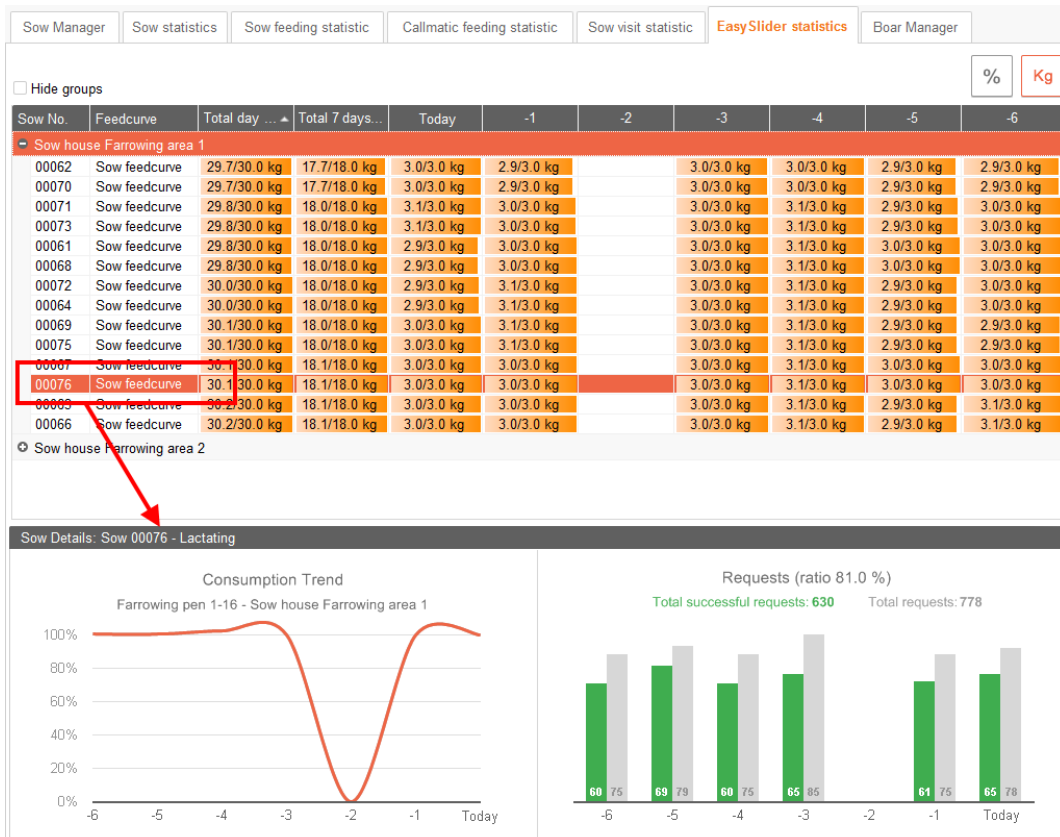 Sow Manager Sow statistics Sow feeding statistic Callmatic feeding statistic Sow visit statistic EasySlider statistics Boar Manager
Hide groups % Kg
Sow No. Feedcurve Total day ... Total 7 days... Today -1 -2 -3 -4 -5 -6
Sow house Farrowing area 1
00062 Sow feedcurve 29.7/30.0 kg 17.7/18.0 kg 3.0/3.0 kg 2.9/3.0 kg 3.0/3.0 kg 3.0/3.0 kg 2.9/3.0 kg 2.9/3.0 kg
00070 Sow feedcurve 29.7/30.0 kg 17.7/18.0 kg 3.0/3.0 kg 2.9/3.0 kg 3.0/3.0 kg 3.0/3.0 kg 2.9/3.0 kg 2.9/3.0 kg
00071 Sow feedcurve 29.8/30.0 kg 18.0/18.0 kg 3.1/3.0 kg 3.0/3.0 kg 3.0/3.0 kg 3.1/3.0 kg 2.9/3.0 kg 3.0/3.0 kg
00073 Sow feedcurve 29.8/30.0 kg 18.0/18.0 kg 3.1/3.0 kg 3.0/3.0 kg 3.0/3.0 kg 3.1/3.0 kg 2.9/3.0 kg 3.0/3.0 kg
00061 Sow feedcurve 29.8/30.0 kg 18.0/18.0 kg 2.9/3.0 kg 3.0/3.0 kg 3.0/3.0 kg 3.1/3.0 kg 3.0/3.0 kg 3.0/3.0 kg
00068 Sow feedcurve 29.8/30.0 kg 18.0/18.0 kg 2.9/3.0 kg 3.0/3.0 kg 3.0/3.0 kg 3.1/3.0 kg 3.0/3.0 kg 3.0/3.0 kg
00072 Sow feedcurve 30.0/30.0 kg 18.0/18.0 kg 2.9/3.0 kg 3.1/3.0 kg 3.0/3.0 kg 3.1/3.0 kg 2.9/3.0 kg 3.0/3.0 kg
00064 Sow feedcurve 30.0/30.0 kg 18.0/18.0 kg 2.9/3.0 kg 3.1/3.0 kg 3.0/3.0 kg 3.1/3.0 kg 2.9/3.0 kg 3.0/3.0 kg
00069 Sow feedcurve 30.1/30.0 kg 18.0/18.0 kg 3.0/3.0 kg 3.1/3.0 kg 3.0/3.0 kg 3.1/3.0 kg 2.9/3.0 kg 2.9/3.0 kg
00075 Sow feedcurve 30.1/30.0 kg 18.0/18.0 kg 3.0/3.0 kg 3.1/3.0 kg 3.0/3.0 kg 3.1/3.0 kg 2.9/3.0 kg 2.9/3.0 kg
00067 Sow feedcurve 30.1/30.0 kg 18.1/18.0 kg 3.0/3.0 kg 3.0/3.0 kg 3.0/3.0 kg 3.1/3.0 kg 3.0/3.0 kg 3.0/3.0 kg
00076 Sow feedcurve 30.1/30.0 kg 18.1/18.0 kg 3.0/3.0 kg 3.0/3.0 kg 3.0/3.0 kg 3.1/3.0 kg 3.0/3.0 kg 3.0/3.0 kg
Sow feedcurve 30.2/30.0 kg 18.1/18.0 kg 3.0/3.0 kg 3.0/3.0 kg 3.0/3.0 kg 3.1/3.0 kg 2.9/3.0 kg 3.1/3.0 kg
00066 Sow feedcurve 30.2/30.0 kg 18.1/18.0 kg 3.0/3.0 kg 3.0/3.0 kg 3.0/3.0 kg 3.1/3.0 kg 2.9/3.0 kg 3.1/3.0 kg
Sow house Farrowing area 2
Sow Details: Sow 00076 - Lactating
Consumption Trend
Farrowing pen 1-16 - Sow house Farrowing area 1
100%
80%
60%
40%
20%
0%
-6 -5 -4 -3 -2 -1 Today
Requests (ratio 81.0 %)
Total successful requests: 630 Total requests: 778
60 75 69 79 60 75 65 85 61 75 65 78
-6 -5 -4 -3 -2 -1 Today